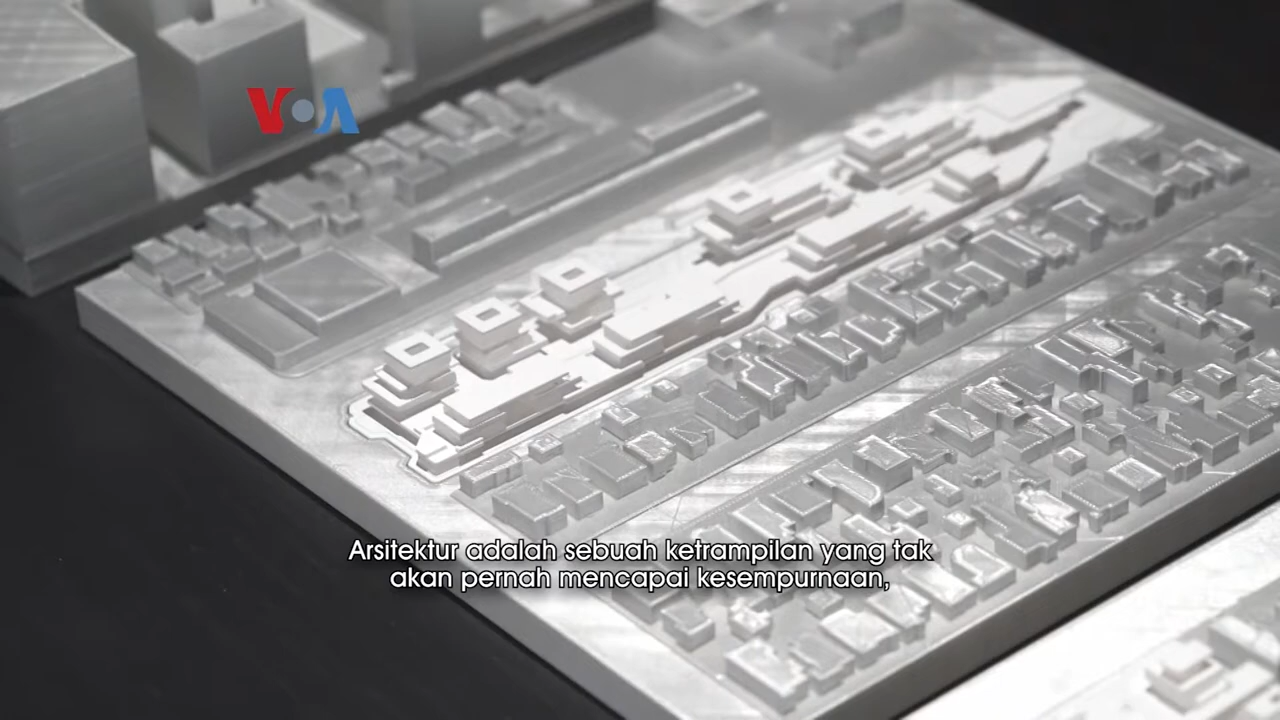 VOA
Arsitektur adalah sebuah ketrampilan yang tak
akan pernah mencapai kesempurnaan,